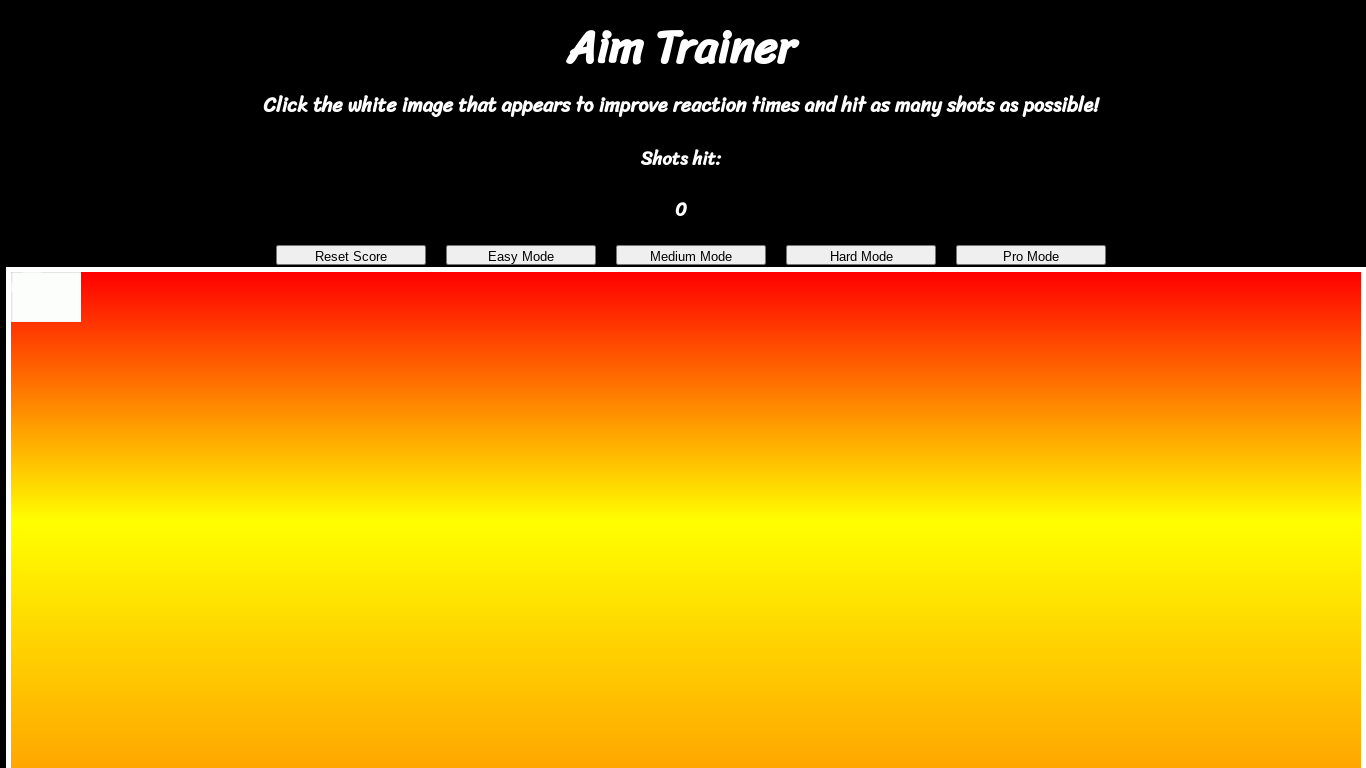 Aim Trainer
Click the white image that appears to improve reaction times and hit as many shots as possible!
Shots hit:
0
Reset Score Easy Mode Medium Mode Hard Mode Pro Mode